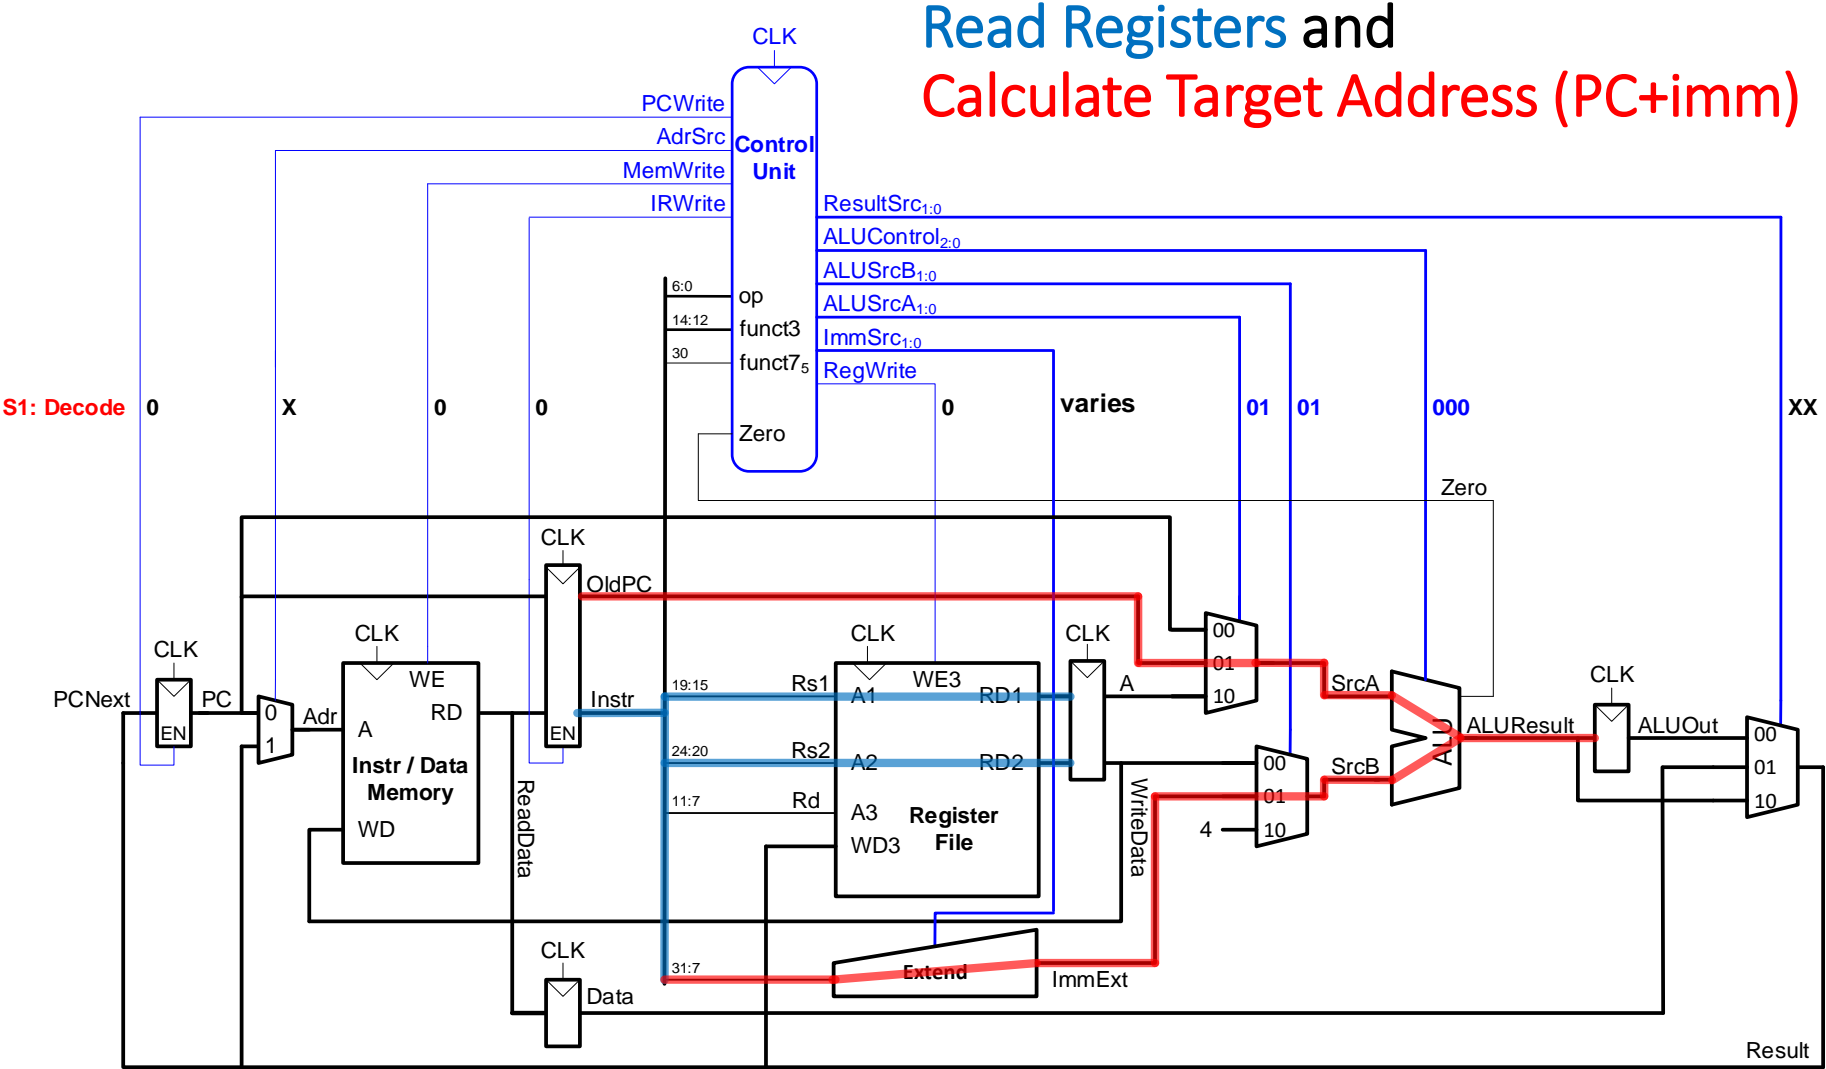 Read Registers and
Calculate Target Address (PC+imm)
CLK
PCWrite
AdrSrc
MemWrite
IRWrite
Control
Unit
ResultSrc1:0
ALUControl2:0
ALUSrcB1:0
ALUSrcA1:0
ImmSrc1:0
RegWrite
6:0 op
14:12 funct3
30 funct75
Zero
S1: Decode 0 X 0 0 0 varies 01 01 000 XX
Zero
CLK
OldPC
CLK
PCNext
EN
PC
0
1
Adr
CLK
WE
A
RD
Instr / Data
Memory
WD
ReadData
EN
Instr
CLK
Data
19:15 Rs1
24:20 Rs2
11:7 Rd
31:7
CLK
WE3
A1 RD1
A2 RD2
A3
WD3
Register
File
Extend
ImmExt
CLK
A
WriteData
00
01
10
00
01
4 10
SrcA
SrcB
ALU
ALUResult
CLK
ALUOut
00
01
10
Result